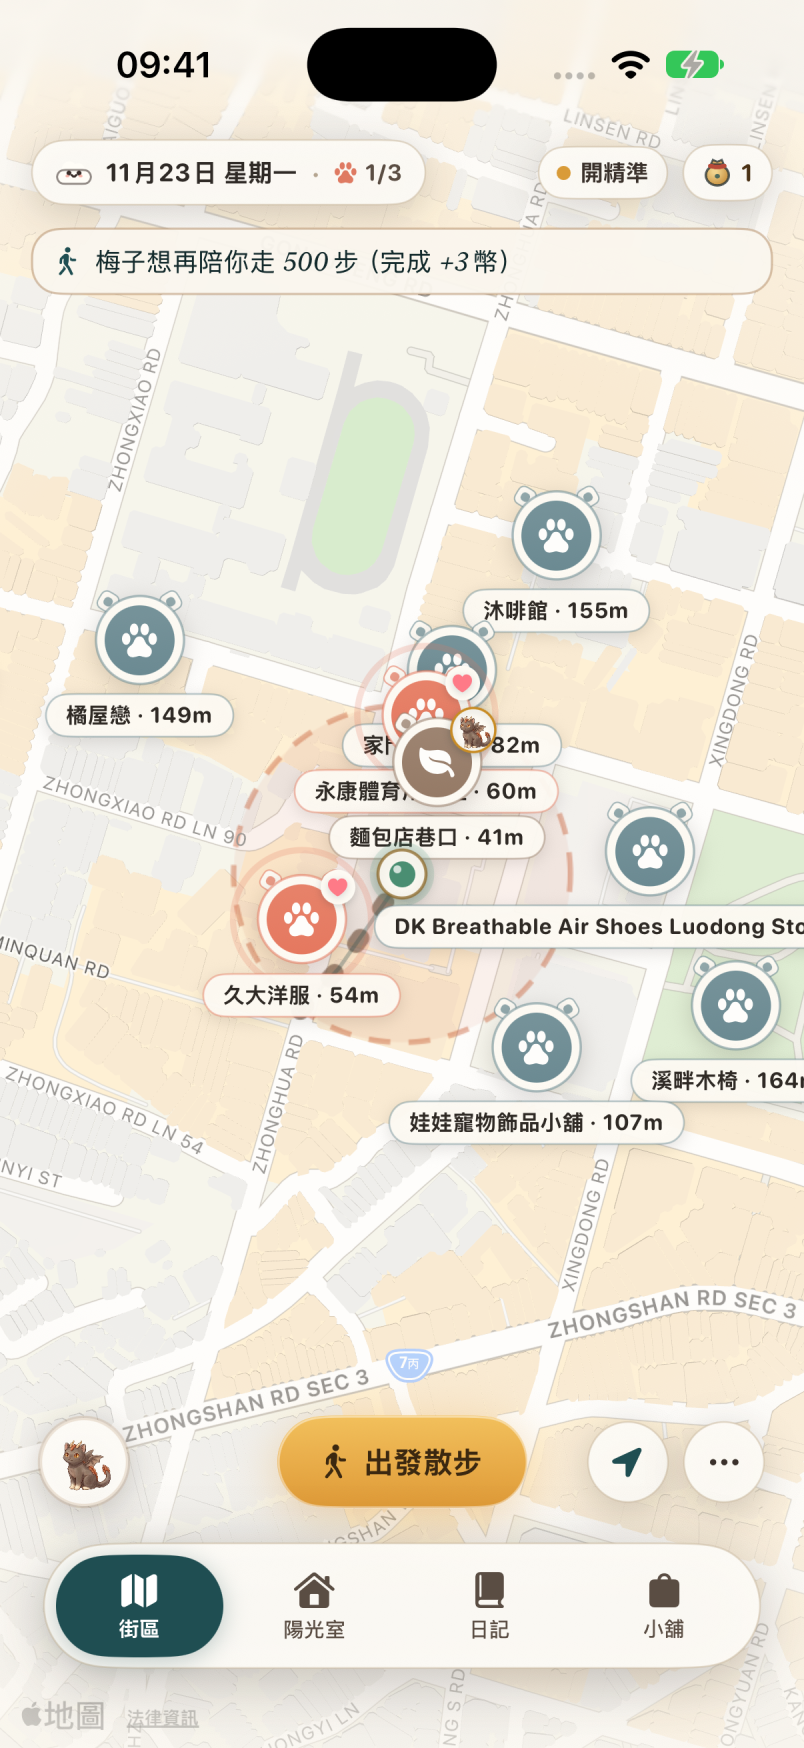 09:41
LINSEN RD
11月23日 星期一 · 1/3
開精準
1
梅子想再陪你走 500 步（完成 +3 幣）
ZHONGXIAO RD
沐啡館 · 155m
橘屋戀 · 149m
XINGDONG RD
82m
永康體育 · 60m
ZHONGXIAO RD LN 90
麵包店巷口 · 41m
DK Breathable Air Shoes Luodong Sto
MINQUAN RD
久大洋服 · 54m
溪畔木椅 · 164m
ZHONGHUA RD
ZHONGXIAO RD LN 54
娃娃寵物飾品小舖 · 107m
NYI ST
XINGDONG RD
ZHONGSHAN RD SEC 3
7丙
ZHONGSHAN RD SEC 3
出發散步
街區
陽光室
日記
小舖
地圖
法律資訊